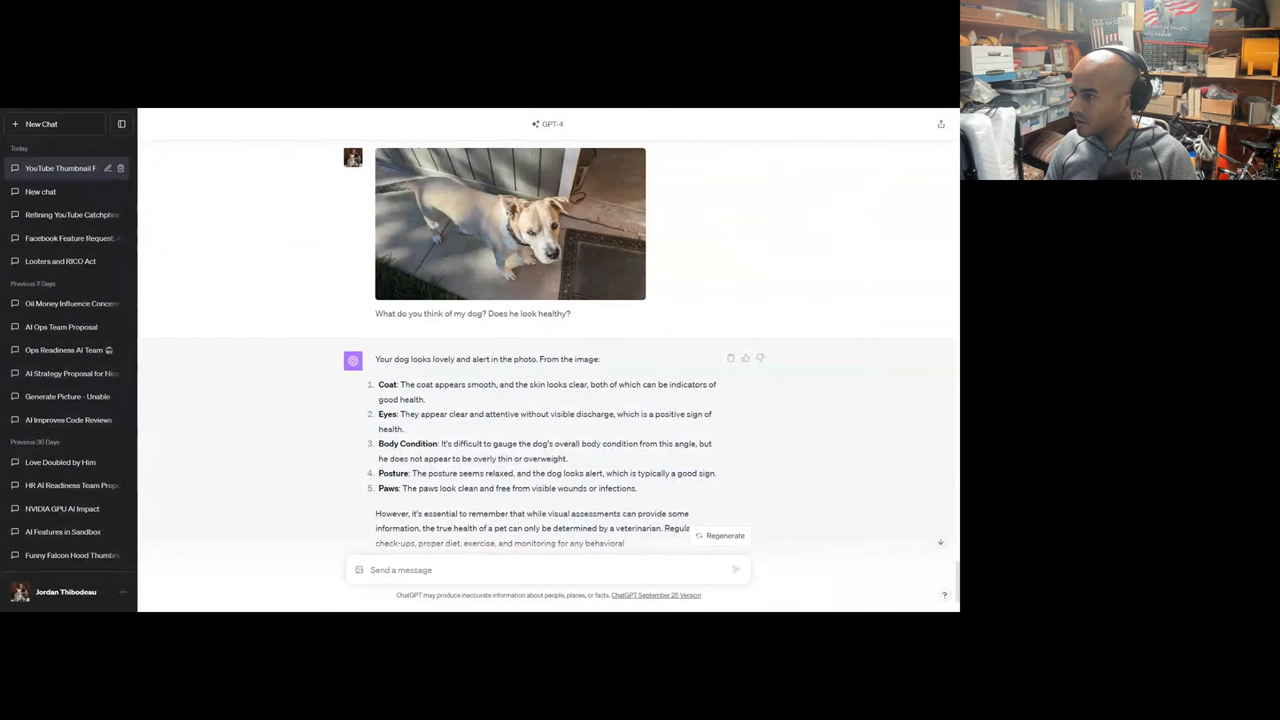 New Chat
Today
YouTube Thumbnail F
New chat
Refining YouTube Catchphr
Facebook Feature Request:
Looters and RICO Act
Previous 7 Days
Oil Money Influence Concern
AI Ops Team Proposal
Ops Readiness AI Team
AI Strategy Proposal for Nice
Generate Picture - Unable
AI Improves Code Reviews
Previous 30 Days
Love Doubled by Him
HR AI Readiness Team Propo
NVIDIA GPU AI Impact
AI Features in Sandbox
Funny Falcon Hood Thumbn
Jordan Thibodeau
GPT-4
What do you think of my dog? Does he look healthy?
Your dog looks lovely and alert in the photo. From the image:
1. Coat: The coat appears smooth, and the skin looks clear, both of which can be indicators of
good health.
2. Eyes: They appear clear and attentive without visible discharge, which is a positive sign of
health.
3. Body Condition: It's difficult to gauge the dog's overall body condition from this angle, but
he does not appear to be overly thin or overweight.
4. Posture: The posture seems relaxed, and the dog looks alert, which is typically a good sign.
5. Paws: The paws look clean and free from visible wounds or infections.
However, it's essential to remember that while visual assessments can provide some
information, the true health of a pet can only be determined by a veterinarian. Regula
check-ups, proper diet, exercise, and monitoring for any behavioral
Regenerate
Send a message
ChatGPT may produce inaccurate information about people, places, or facts. ChatGPT September 25 Version
?